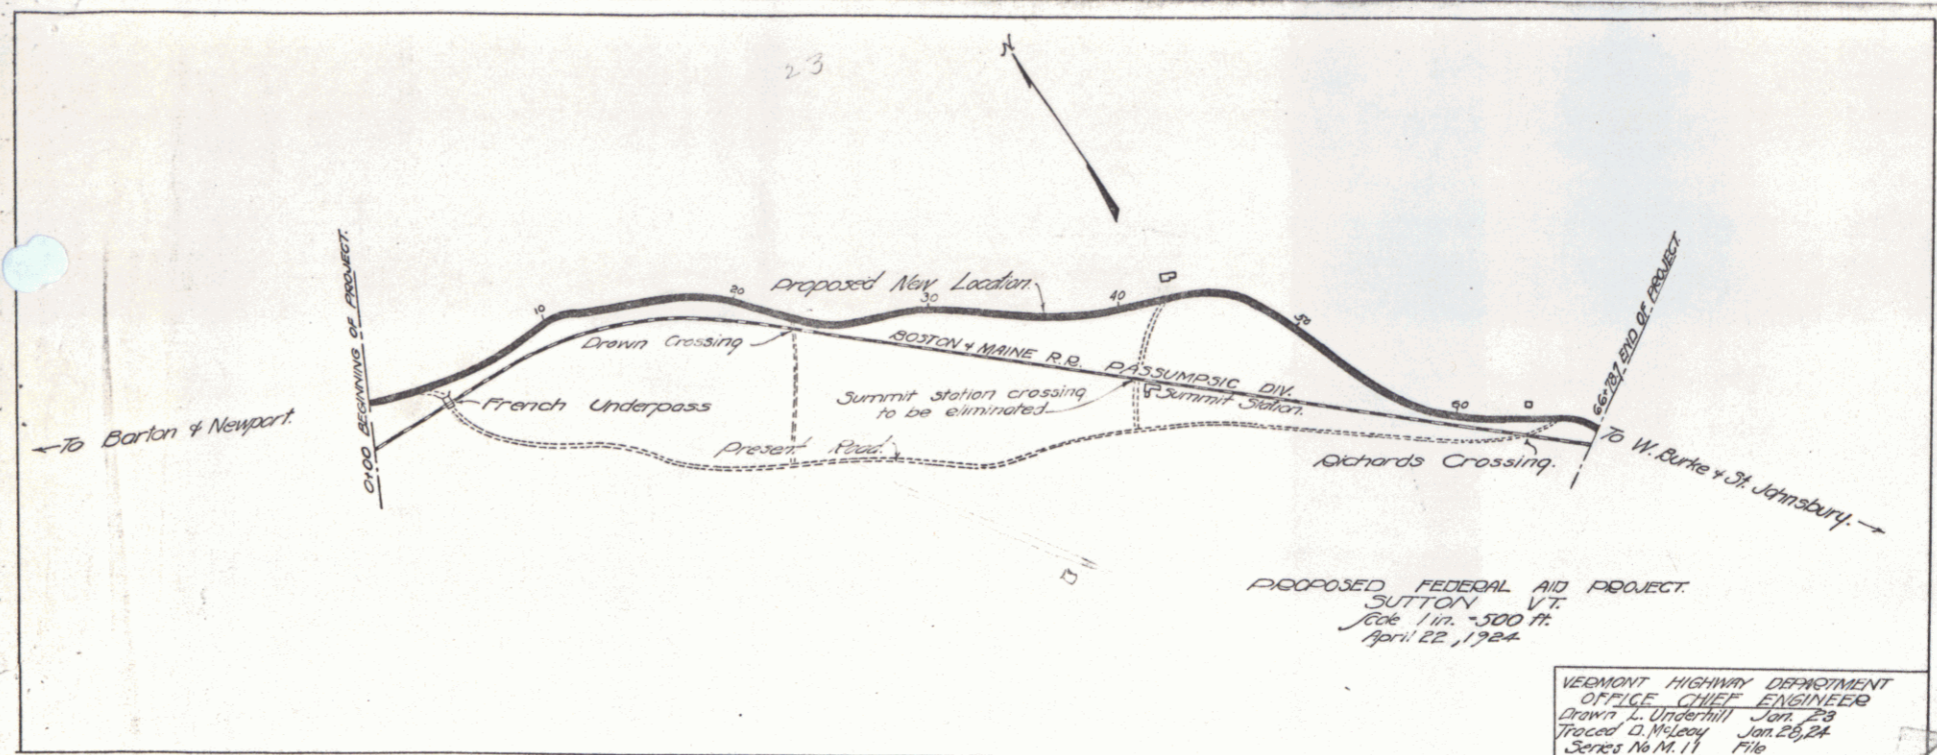 23
N
0+00 BEGINNING OF PROJECT.
10
20
Proposed New Location.
30
40
50
60
66+787 END OF PROJECT.
Drown Crossing
BOSTON & MAINE R.R. PASSUMPSIC DIV.
French Underpass
Summit station crossing
to be eliminated
Summit Station.
←To Barton & Newport.
Present Road.
Richards Crossing.
To W. Burke & St. Johnsbury.→
PROPOSED FEDERAL AID PROJECT.
SUTTON VT.
Scale 1 in. = 500 ft.
April 22, 1924
VERMONT HIGHWAY DEPARTMENT
OFFICE CHIEF ENGINEER
Drawn L. Underhill Jan. 23
Traced D. McLeay Jan. 28, 24
Series No M. 11 File